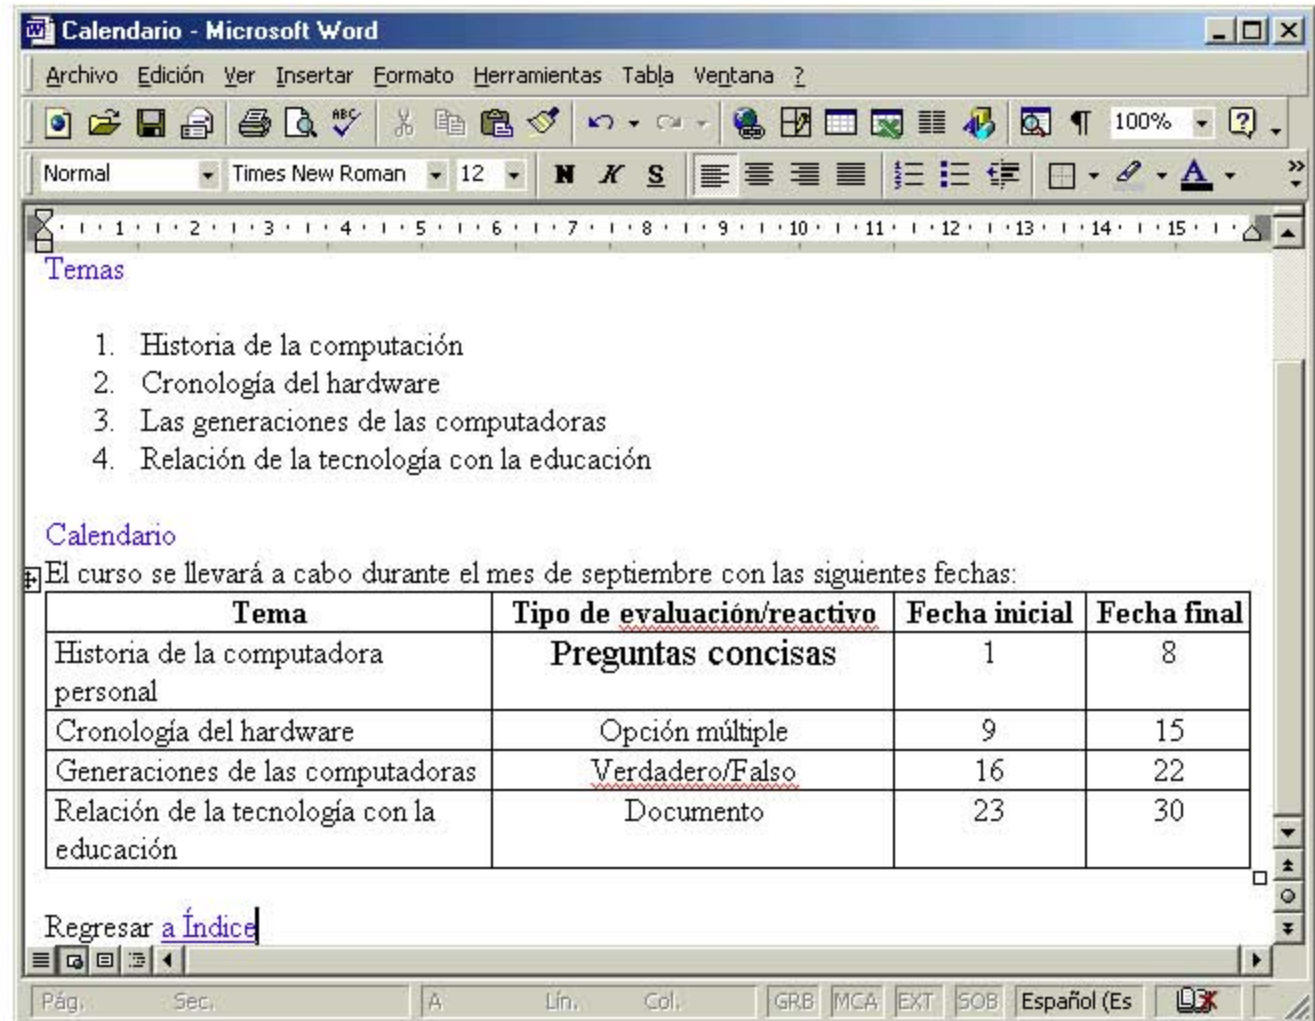 Calendario - Microsoft Word
Archivo Edición Ver Insertar Formato Herramientas Tabla Ventana ?
ABC 100%
Normal Times New Roman 12 N K S
1 2 3 4 5 6 7 8 9 10 11 12 13 14 15
Temas
1. Historia de la computación
2. Cronología del hardware
3. Las generaciones de las computadoras
4. Relación de la tecnología con la educación
Calendario
El curso se llevará a cabo durante el mes de septiembre con las siguientes fechas:
Tema Tipo de evaluación/reactivo Fecha inicial Fecha final
Historia de la computadora Preguntas concisas 1 8
personal
Cronología del hardware Opción múltiple 9 15
Generaciones de las computadoras Verdadero/Falso 16 22
Relación de la tecnología con la Documento 23 30
educación
Regresar a Índice
Pág. Sec. A Lín. Col. GRB MCA EXT SOB Español (Es